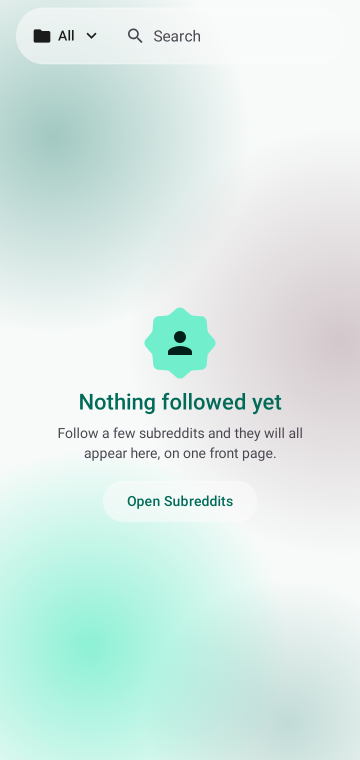 All
Search
Nothing followed yet
Follow a few subreddits and they will all
appear here, on one front page.
Open Subreddits